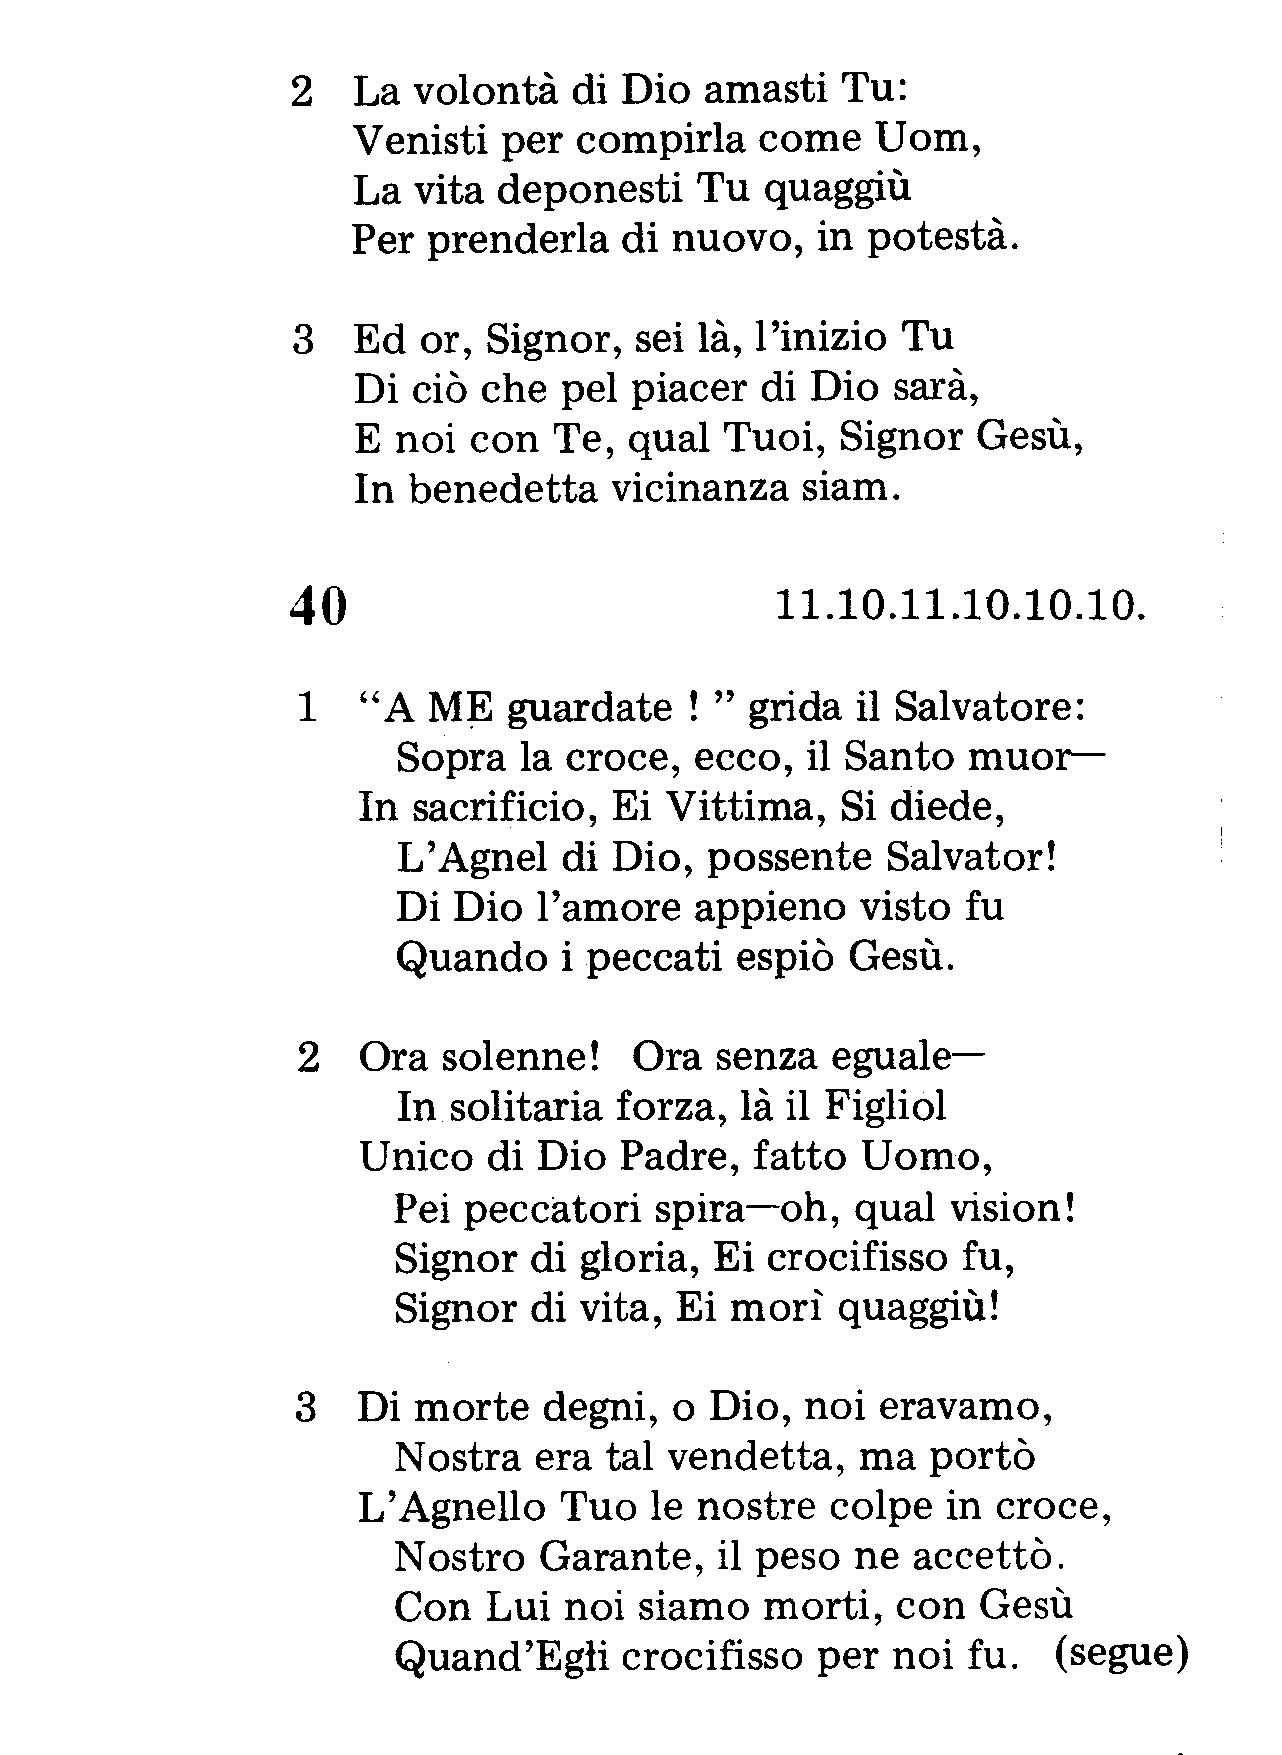 2 La volontà di Dio amasti Tu:
Venisti per compirla come Uom,
La vita deponesti Tu quaggiù
Per prenderla di nuovo, in potestà.
3 Ed or, Signor, sei là, l’inizio Tu
Di ciò che pel piacer di Dio sarà,
E noi con Te, qual Tuoi, Signor Gesù,
In benedetta vicinanza siam.
40 11.10.11.10.10.10.
1 “A ME guardate ! ” grida il Salvatore:
Sopra la croce, ecco, il Santo muor—
In sacrificio, Ei Vittima, Si diede,
L’Agnel di Dio, possente Salvator!
Di Dio l’amore appieno visto fu
Quando i peccati espiò Gesù.
2 Ora solenne! Ora senza eguale—
In solitaria forza, là il Figliol
Unico di Dio Padre, fatto Uomo,
Pei peccatori spira—oh, qual vision!
Signor di gloria, Ei crocifisso fu,
Signor di vita, Ei morì quaggiù!
3 Di morte degni, o Dio, noi eravamo,
Nostra era tal vendetta, ma portò
L’Agnello Tuo le nostre colpe in croce,
Nostro Garante, il peso ne accettò.
Con Lui noi siamo morti, con Gesù
Quand’Egli crocifisso per noi fu. (segue)